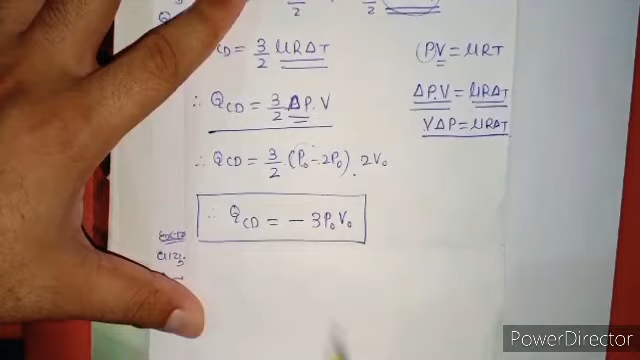 CD = 3/2 μRΔT
(PV = μRT
∴ Q_CD = 3/2 ΔP.V
ΔP.V = μRΔT
VΔP = μRΔT
∴ Q_CD = 3/2 (P₀ - 2P₀). 2V₀
∴ Q_CD = - 3P₀V₀
PowerDirector